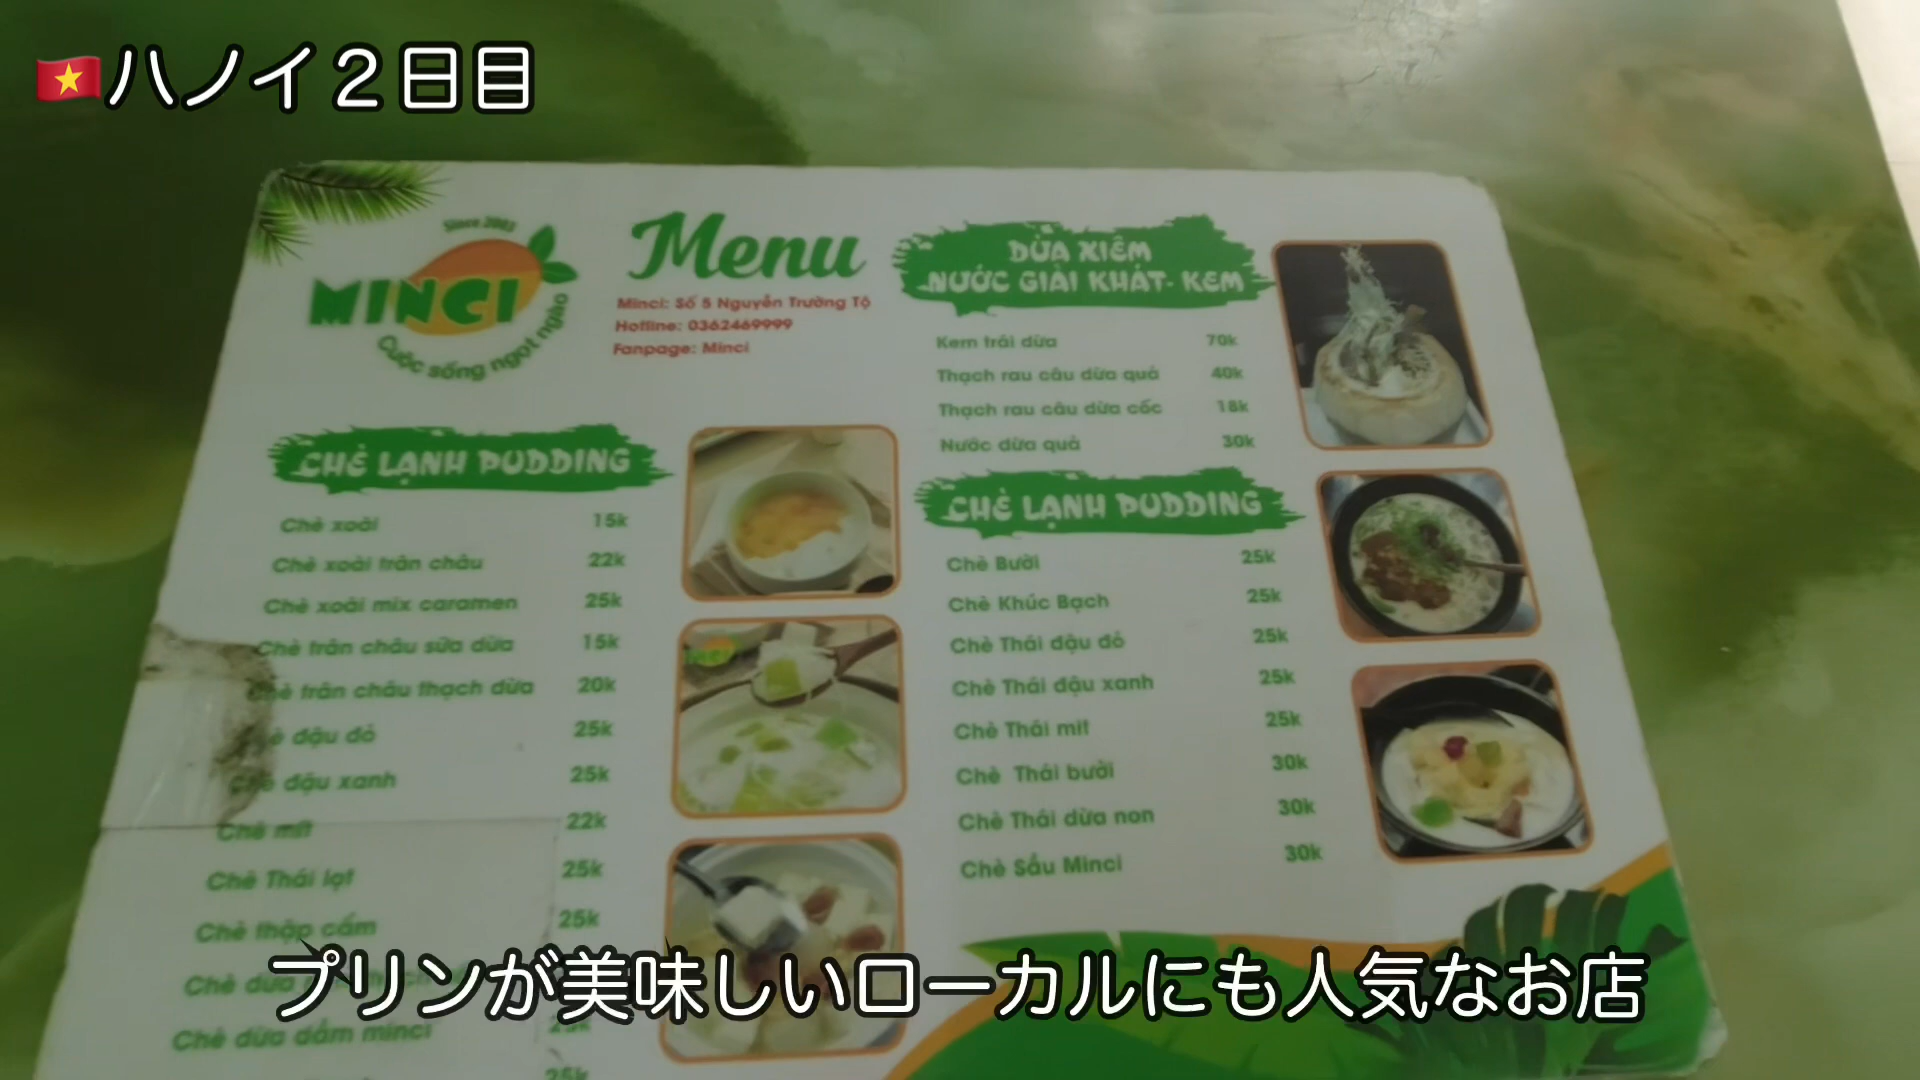 ハノイ２日目
Since 2003
MINCI
Cuộc sống ngọt ngào
Menu
Minci: Số 5 Nguyễn Trường Tộ
Hotline: 0362469999
Fanpage: Minci
CHÈ LẠNH PUDDING
Chè xoài 15k
Chè xoài trân châu 22k
Chè xoài mix caramen 25k
Chè trân châu sữa dừa 15k
Chè trân châu thạch dừa 20k
è đậu đỏ 25k
Chè đậu xanh 25k
Chè mít 22k
Chè Thái lọt 25k
Chè thập cẩm 25k
Chè dừa
Chè dừa dầm minci 25k
25k
DỪA XIÊM
NƯỚC GIẢI KHÁT- KEM
Kem trái dừa 70k
Thạch rau câu dừa quả 40k
Thạch rau câu dừa cốc 18k
Nước dừa quả 30k
CHÈ LẠNH PUDDING
Chè Bưởi 25k
Chè Khúc Bạch 25k
Chè Thái đậu đỏ 25k
Chè Thái đậu xanh 25k
Chè Thái mít 25k
Chè Thái bưởi 30k
Chè Thái dừa non 30k
Chè Sầu Minci 30k
プリンが美味しいローカルにも人気なお店